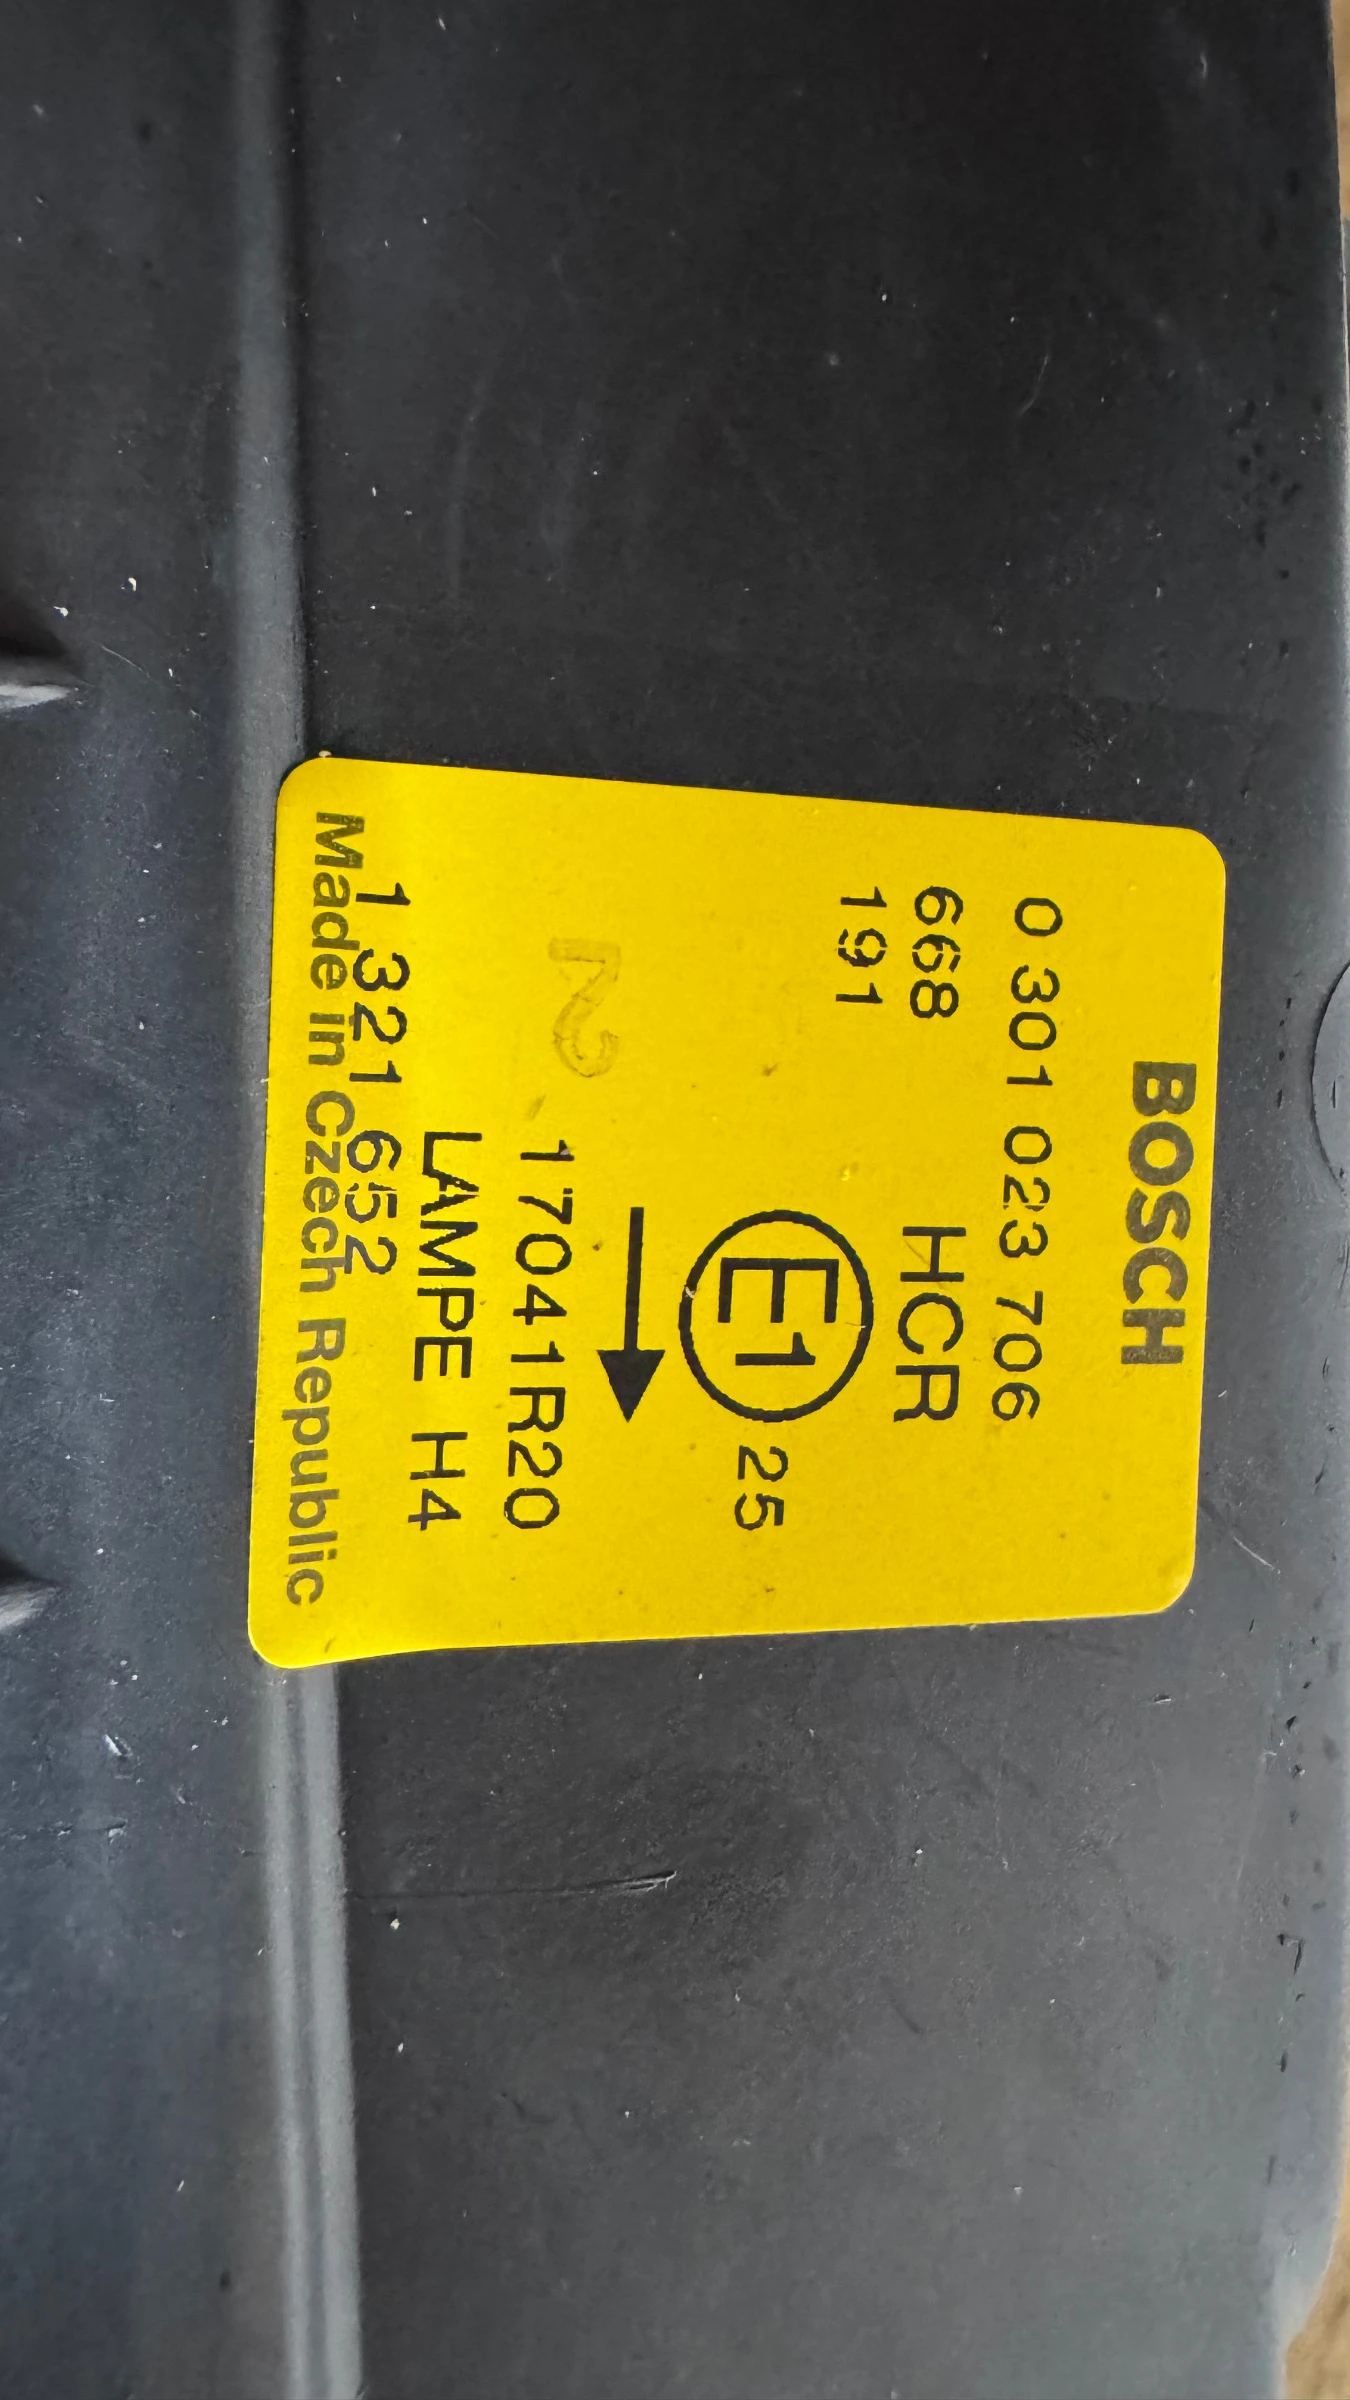 BOSCH
0 301 023 706
668 HCR
191
E1 25
2
17041R20
LAMPE H4
1 321 652
Made in Czech Republic